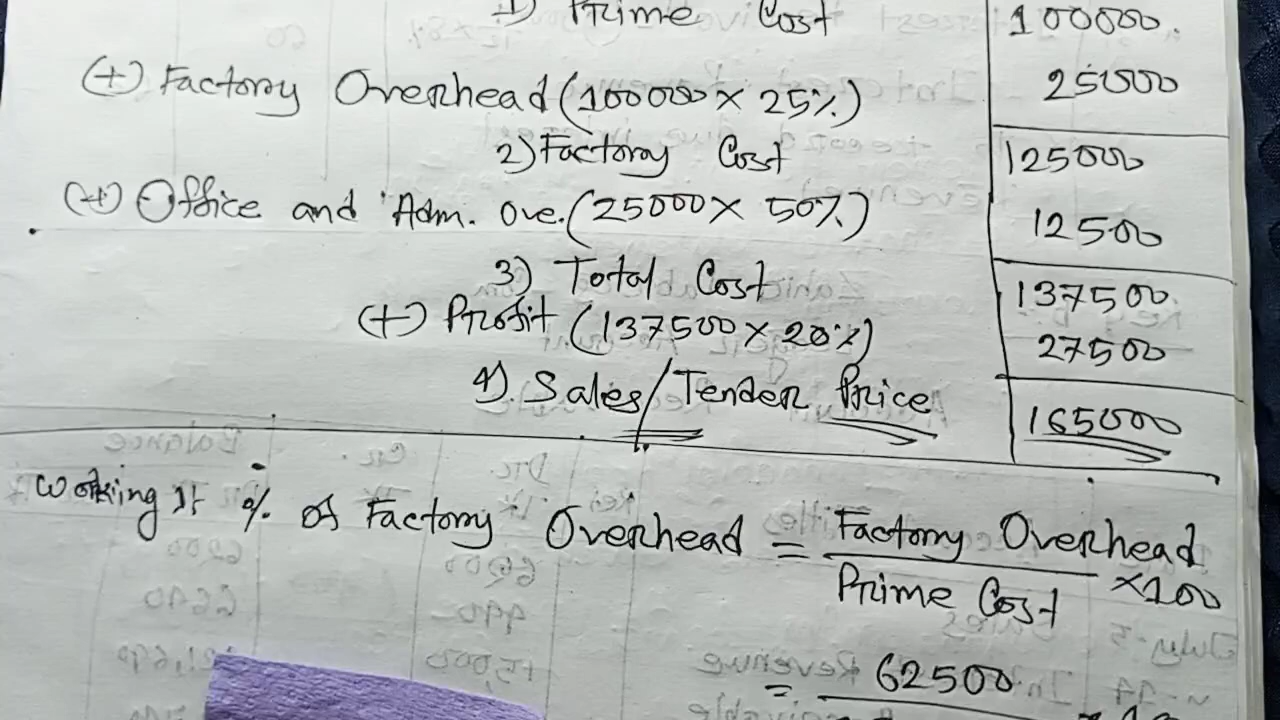 1) Prime Cost 100000.
(+) Factory Overhead (100000 × 25%) 25000
2) Factory Cost 125000
(+) Office and Adm. Ove. (25000 × 50%) 12500
3) Total Cost 137500
(+) Profit (137500 × 20%) 27500
4). Sales/Tender Price 165000
Working 1: % of Factory Overhead = Factory Overhead / Prime Cost ×100
= 62500